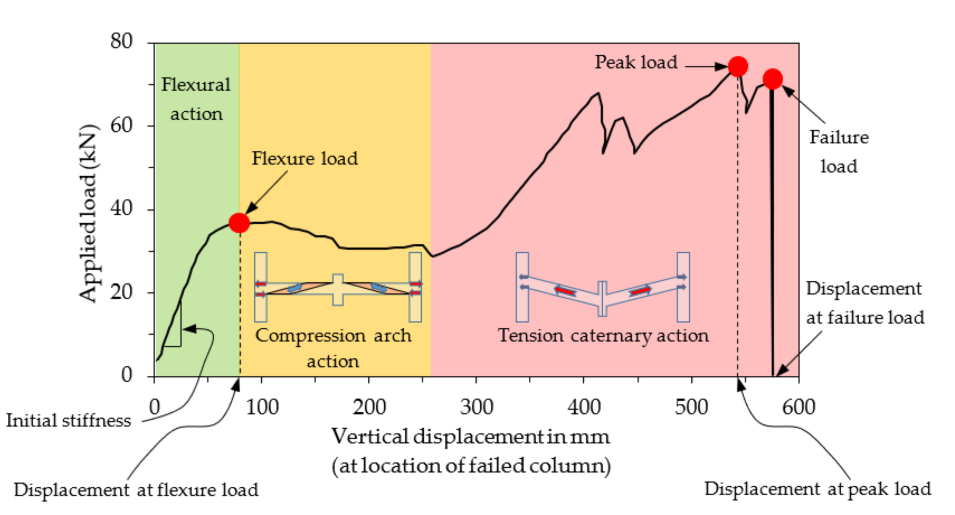 80
60
40
20
0
Applied load (kN)
Flexural
action
Flexure load
Peak load
Failure
load
Compression arch
action
Tension caternary action
Displacement
at failure load
0
100
200
300
400
500
600
Initial stiffness
Vertical displacement in mm
(at location of failed column)
Displacement at flexure load
Displacement at peak load